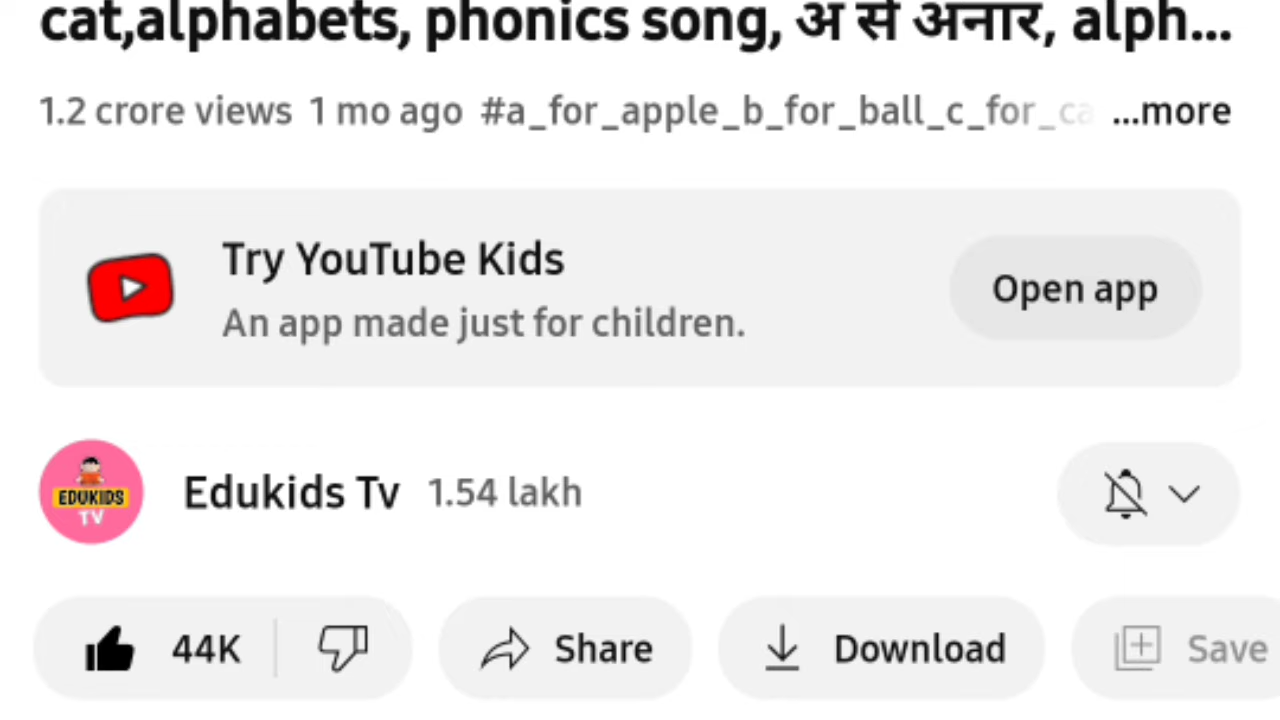 cat,alphabets, phonics song, अ से अनार, alph...
1.2 crore views 1 mo ago #a_for_apple_b_for_ball_c_for_ca ...more
Try YouTube Kids
An app made just for children.
Open app
EDUKIDS
TV
Edukids Tv 1.54 lakh
44K Share Download Save